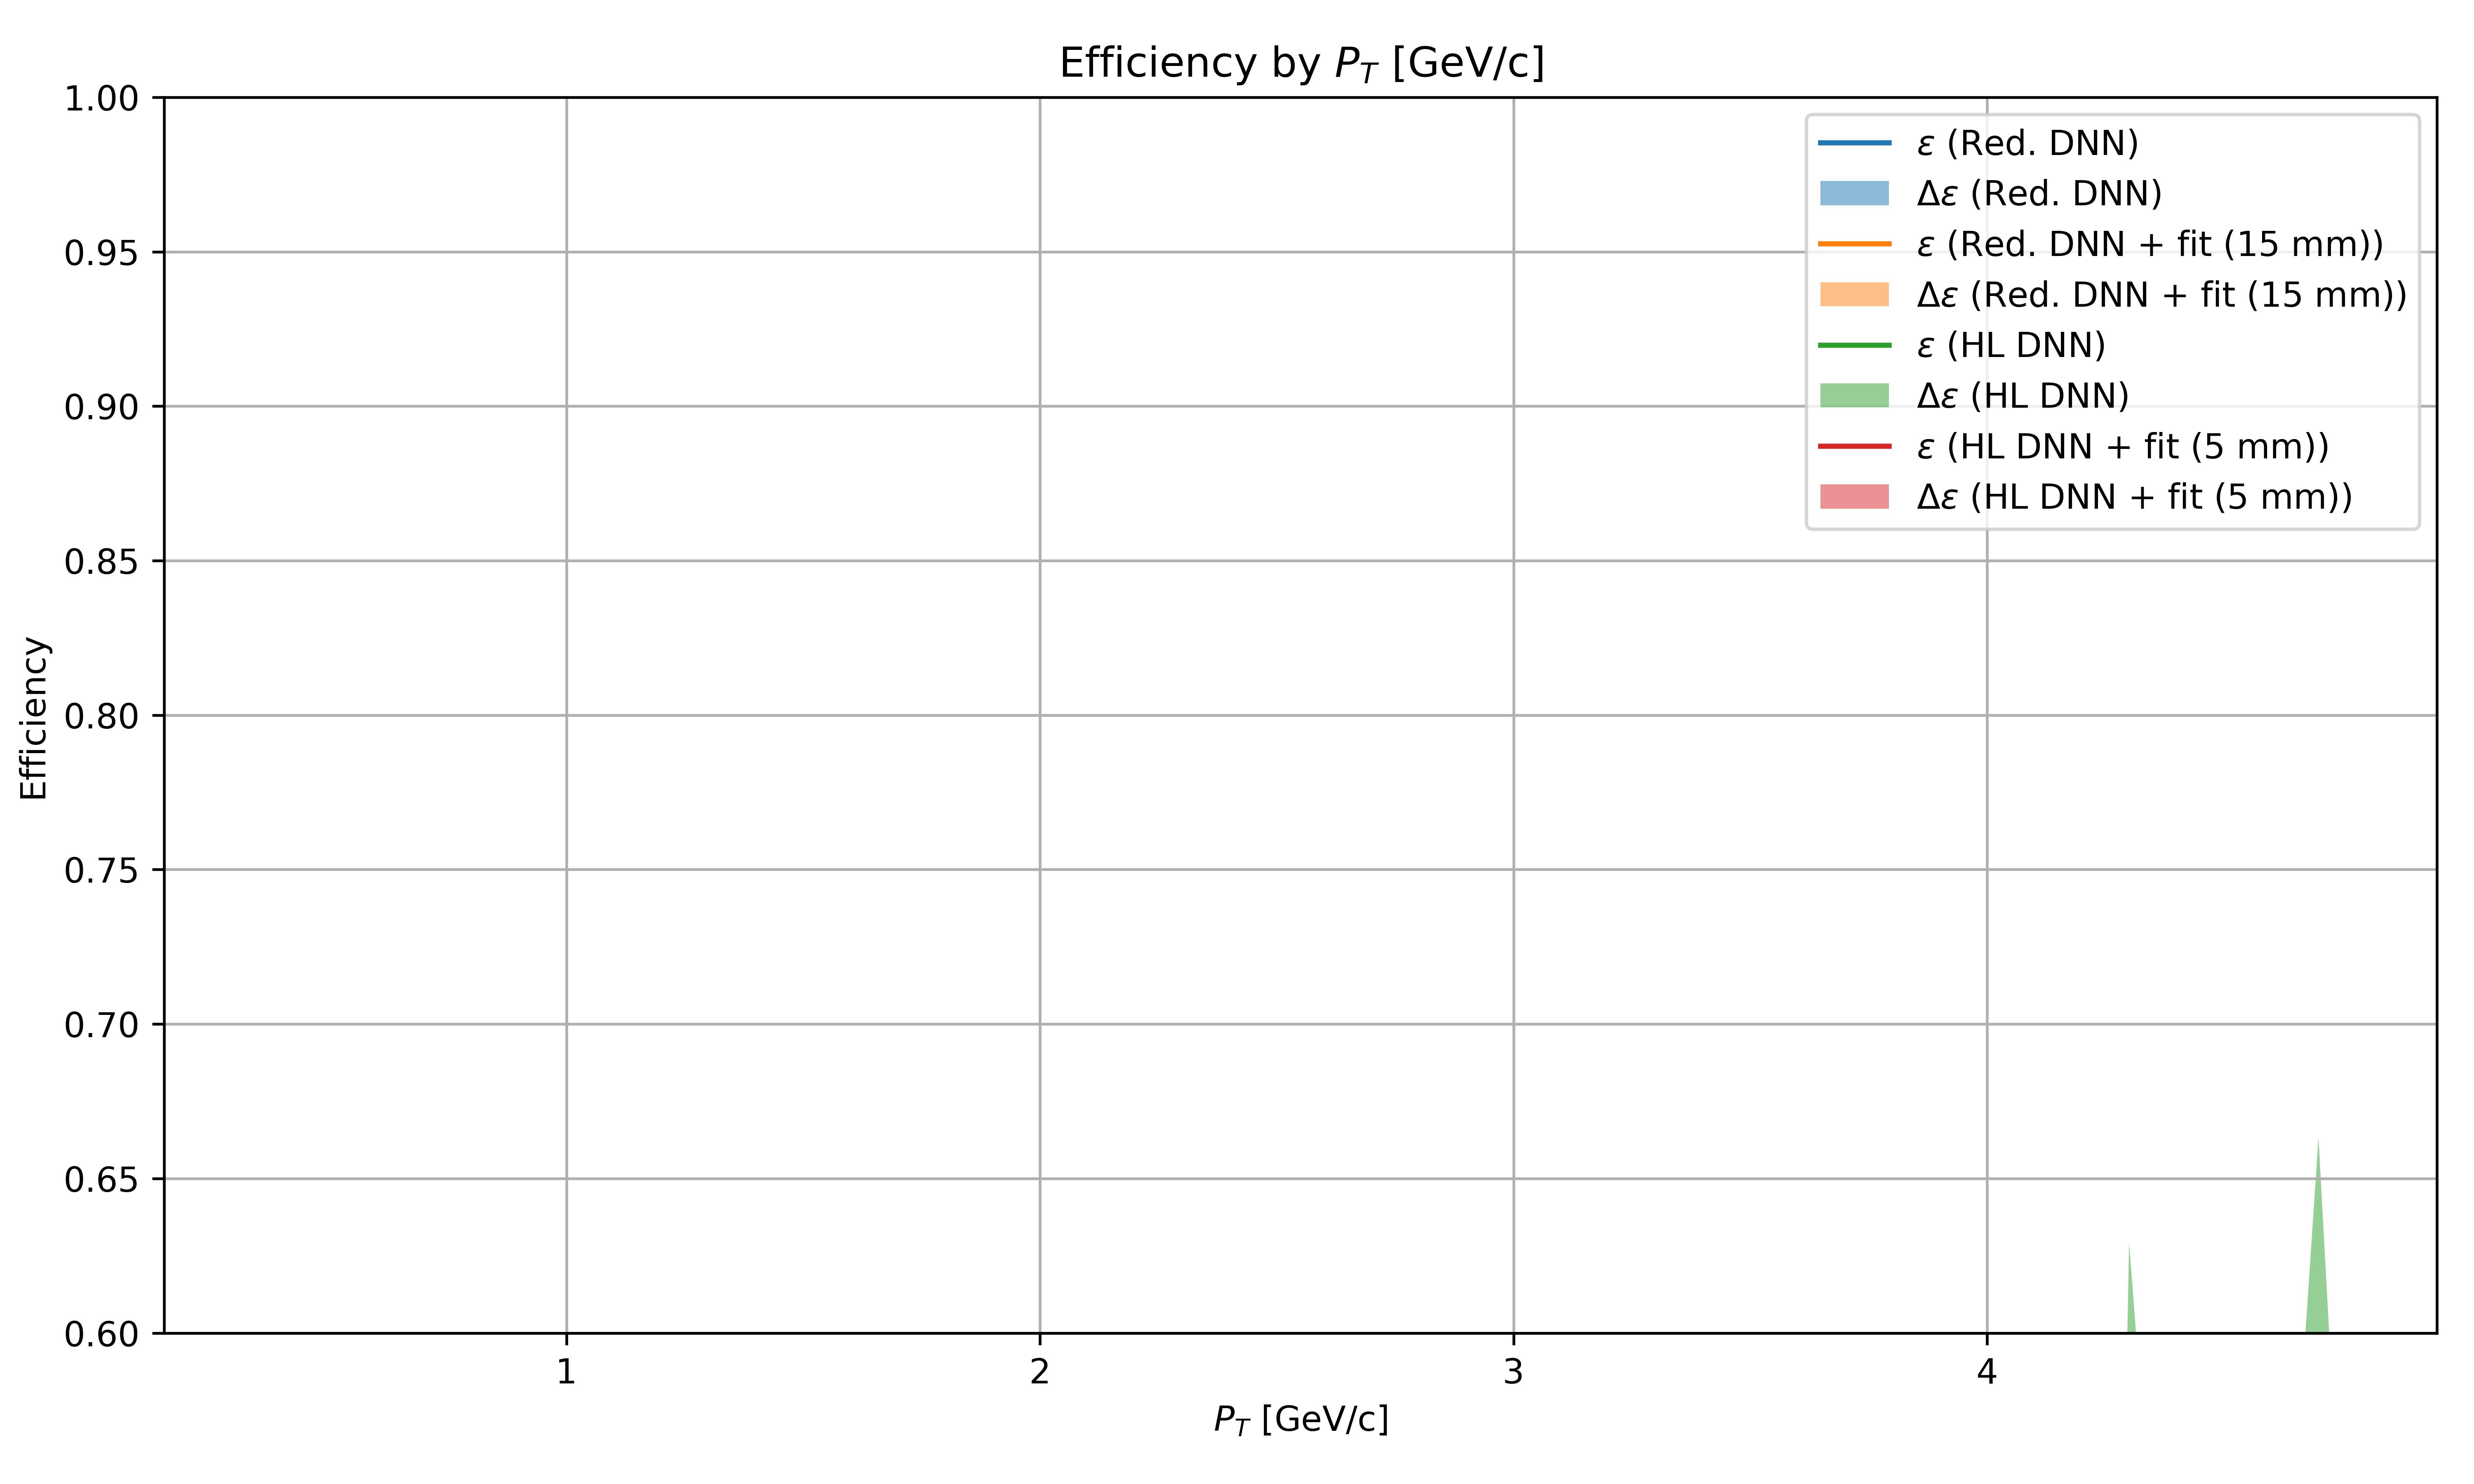 Efficiency by P_T [GeV/c]
1.00
0.95
0.90
0.85
0.80
0.75
0.70
0.65
0.60
Efficiency
ε (Red. DNN)
Δε (Red. DNN)
ε (Red. DNN + fit (15 mm))
Δε (Red. DNN + fit (15 mm))
ε (HL DNN)
Δε (HL DNN)
ε (HL DNN + fit (5 mm))
Δε (HL DNN + fit (5 mm))
1 2 3 4
P_T [GeV/c]